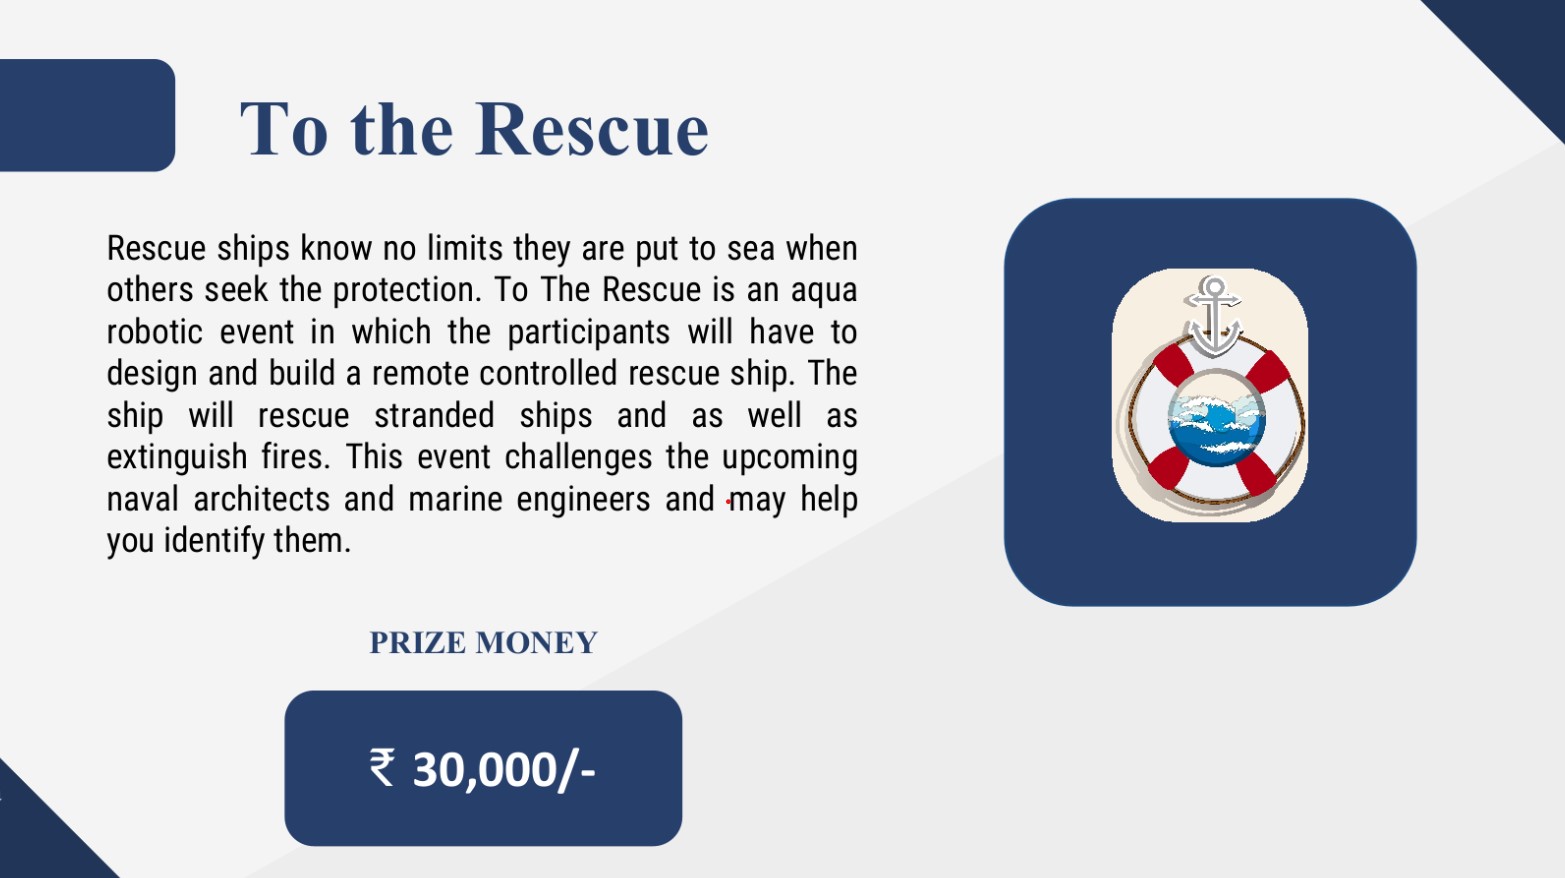 To the Rescue
Rescue ships know no limits they are put to sea when
others seek the protection. To The Rescue is an aqua
robotic event in which the participants will have to
design and build a remote controlled rescue ship. The
ship will rescue stranded ships and as well as
extinguish fires. This event challenges the upcoming
naval architects and marine engineers and may help
you identify them.
PRIZE MONEY
₹ 30,000/-